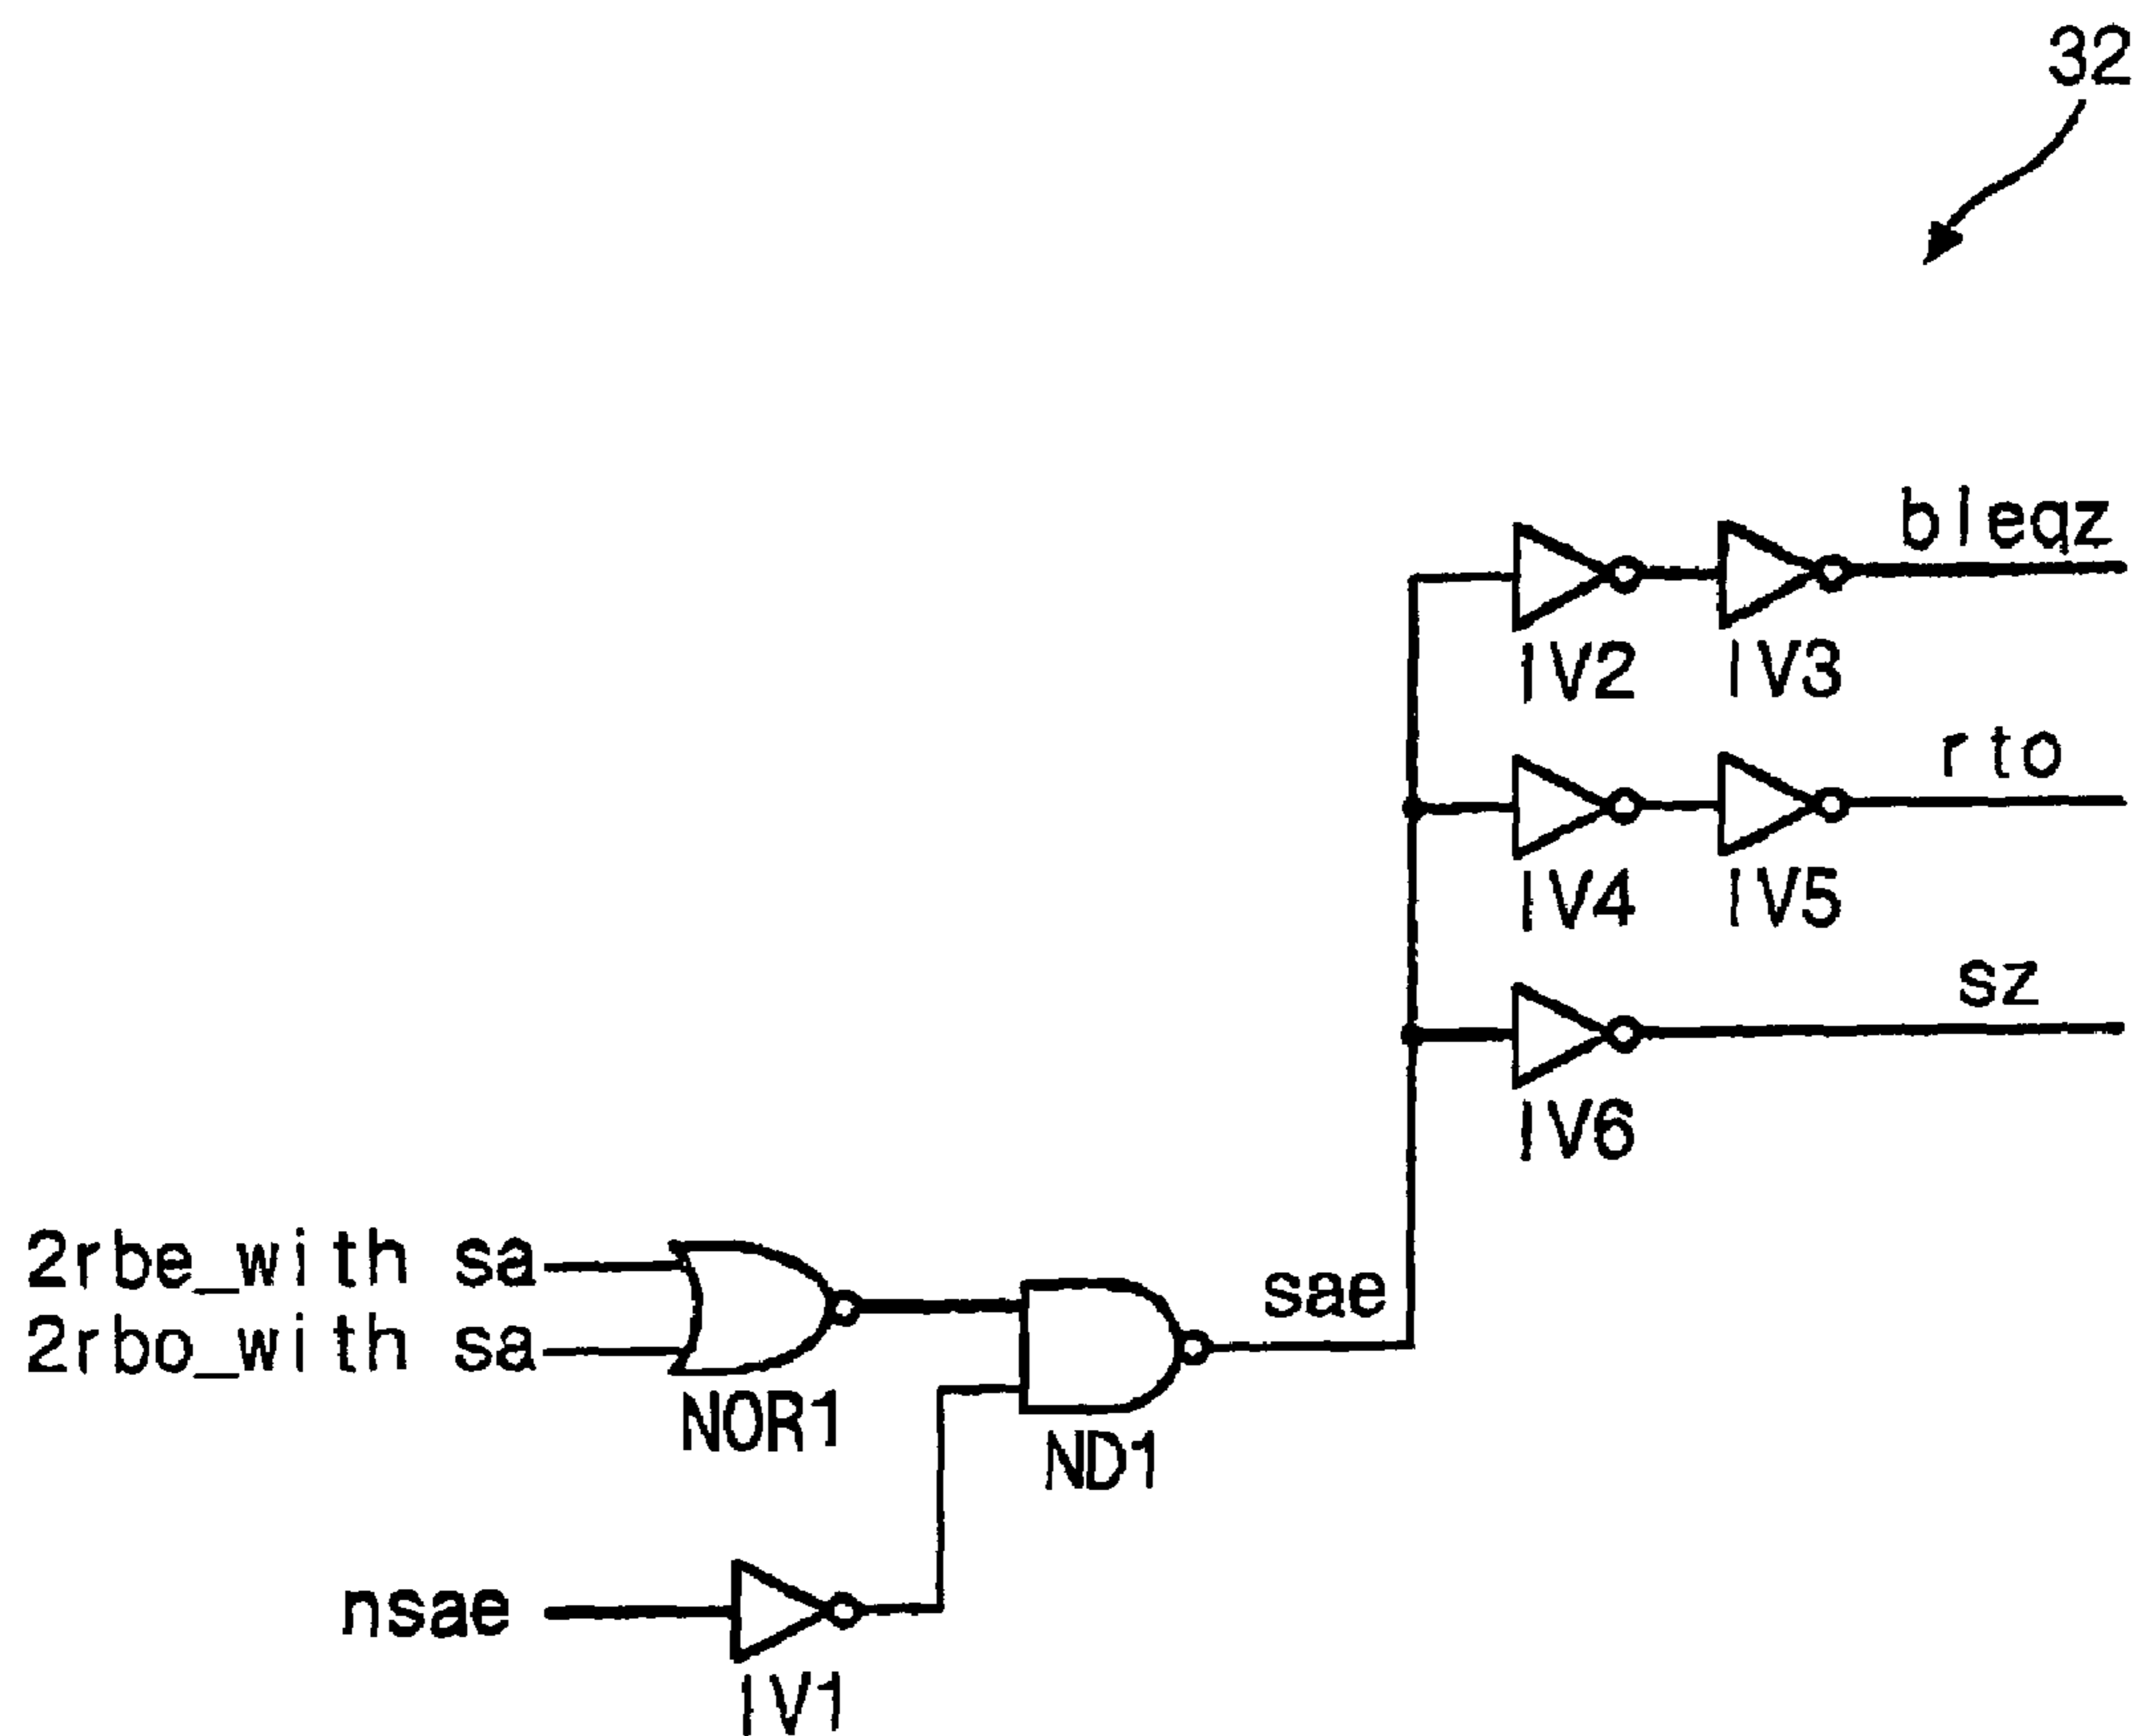 32
bleqz
IV2
IV3
rto
IV4
IV5
sz
IV6
2rbe_with sa
2rbo_with sa
sae
NOR1
ND1
nsae
IV1